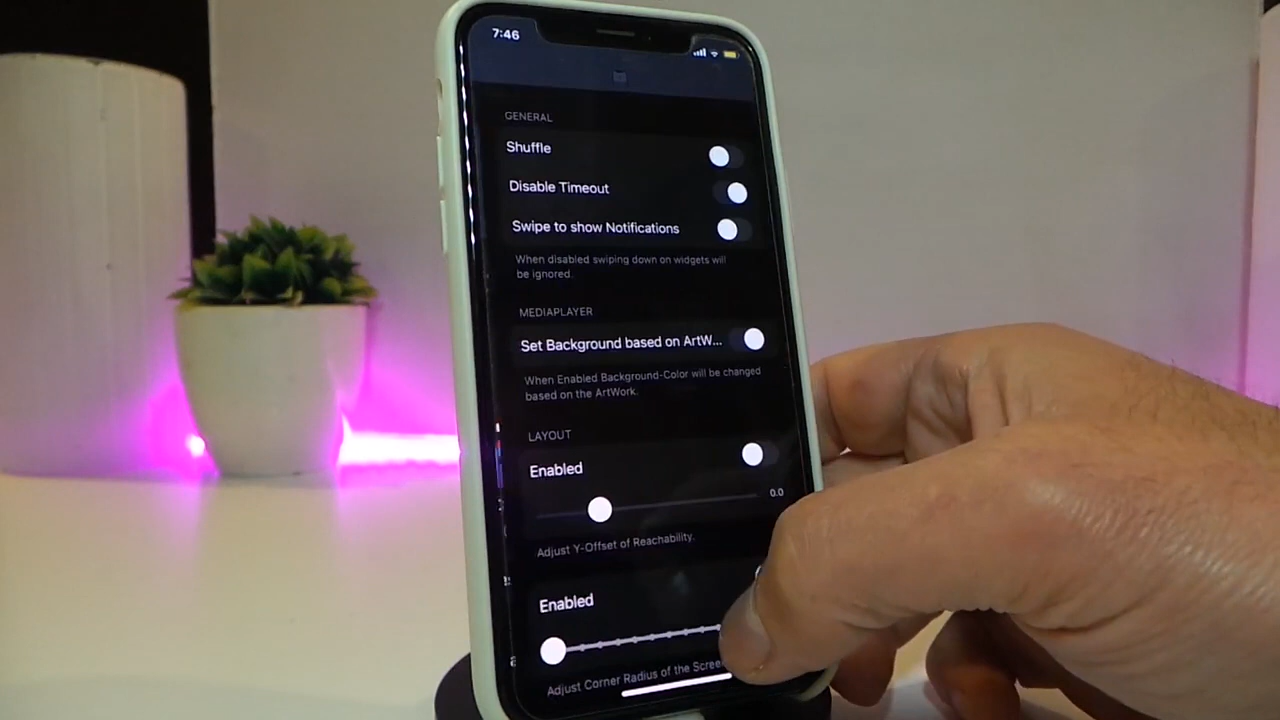 7:46
GENERAL
Shuffle
Disable Timeout
Swipe to show Notifications
When disabled swiping down on widgets will
be ignored.
MEDIAPLAYER
Set Background based on ArtW...
When Enabled Background-Color will be changed
based on the ArtWork.
LAYOUT
Enabled
0.0
Adjust Y-Offset of Reachability.
Enabled
Adjust Corner Radius of the Scree